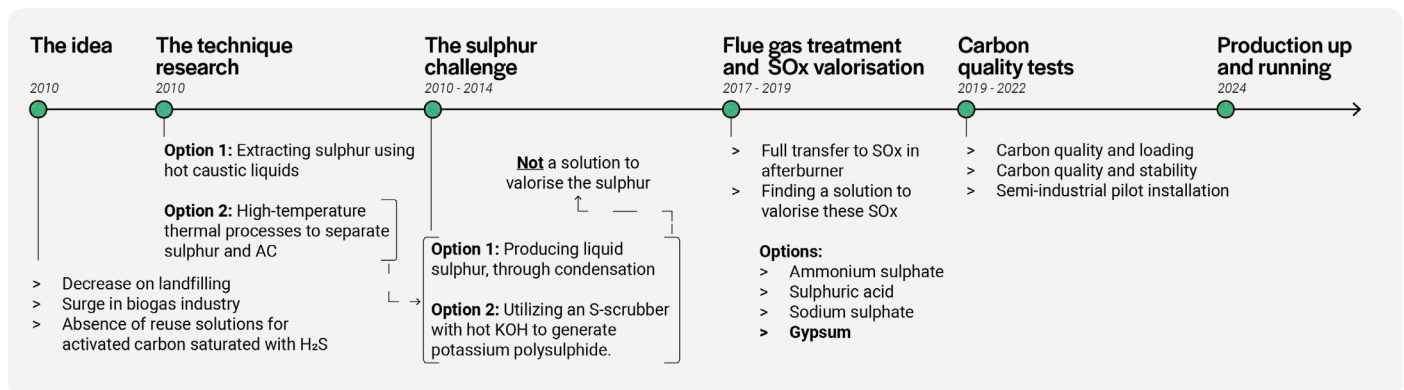 The idea
2010
The technique
research
2010
Option 1: Extracting sulphur using
hot caustic liquids
Option 2: High-temperature
thermal processes to separate
sulphur and AC
> Decrease on landfilling
> Surge in biogas industry
> Absence of reuse solutions for
activated carbon saturated with H₂S
The sulphur
challenge
2010 - 2014
Not a solution to
valorise the sulphur
Option 1: Producing liquid
sulphur, through condensation
Option 2: Utilizing an S-scrubber
with hot KOH to generate
potassium polysulphide.
Flue gas treatment
and SOx valorisation
2017 - 2019
> Full transfer to SOx in
afterburner
> Finding a solution to
valorise these SOx
Options:
> Ammonium sulphate
> Sulphuric acid
> Sodium sulphate
> Gypsum
Carbon
quality tests
2019 - 2022
> Carbon quality and loading
> Carbon quality and stability
> Semi-industrial pilot installation
Production up
and running
2024